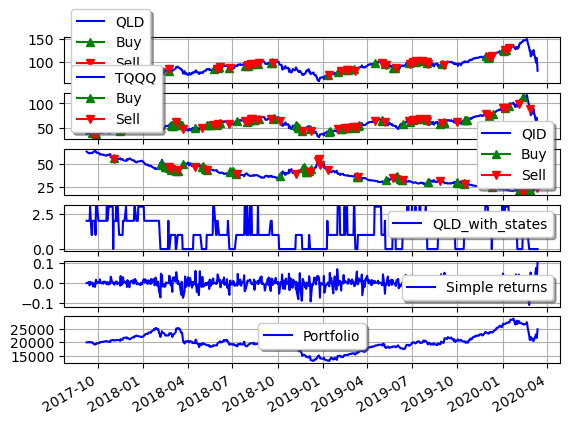 QLD
Buy
Sell
150
100
TQQQ
Buy
Sell
100
50
QID
Buy
Sell
50
25
QLD_with_states
2.5
0.0
Simple returns
0.1
0.0
−0.1
Portfolio
25000
20000
15000
2017-10
2018-01
2018-04
2018-07
2018-10
2019-01
2019-04
2019-07
2019-10
2020-01
2020-04